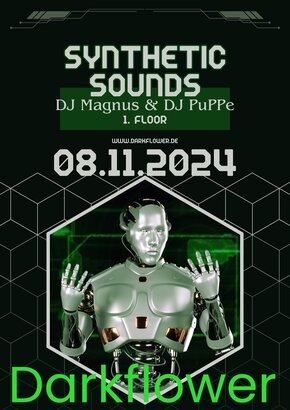 SYNTHETIC
SOUNDS
DJ Magnus & DJ PuPPe
1. FLOOR
WWW.DARKFLOWER.DE
08.11.2024
Darkflower